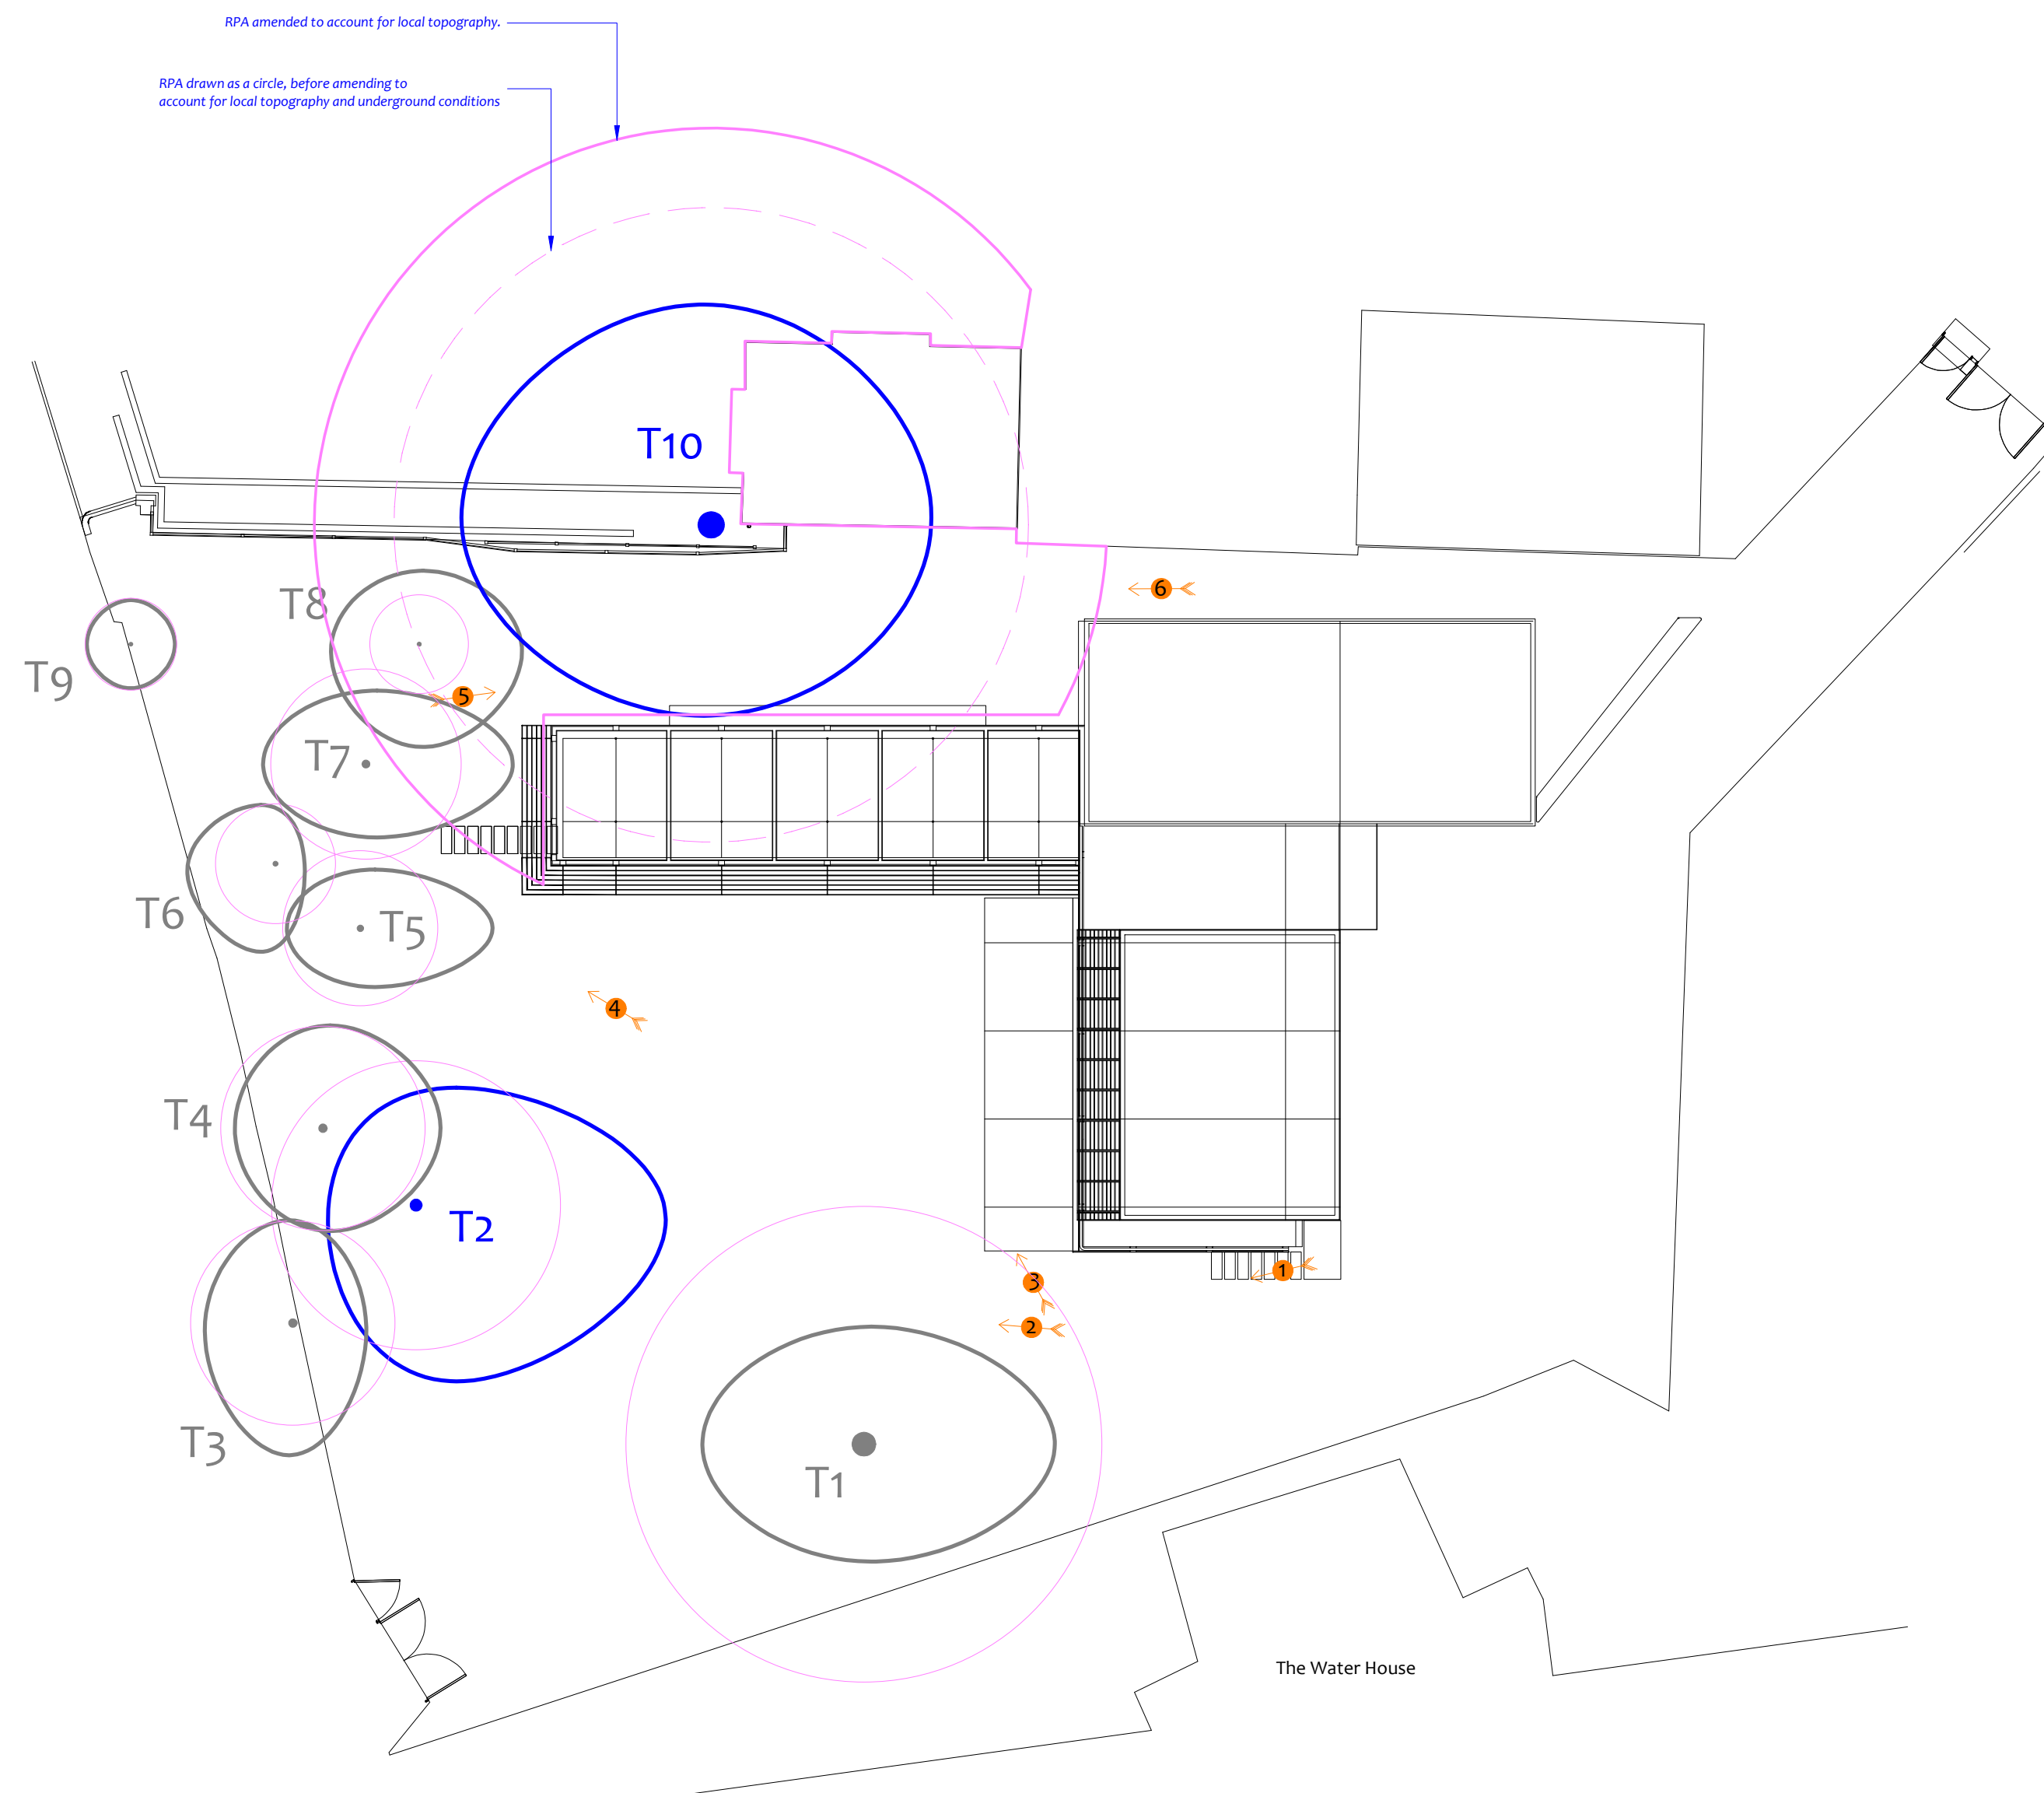 RPA amended to account for local topography.
RPA drawn as a circle, before amending to
account for local topography and underground conditions
T10
6
T8
T9
5
T7
T6
T5
4
T4
T2
3
1
2
T3
T1
The Water House